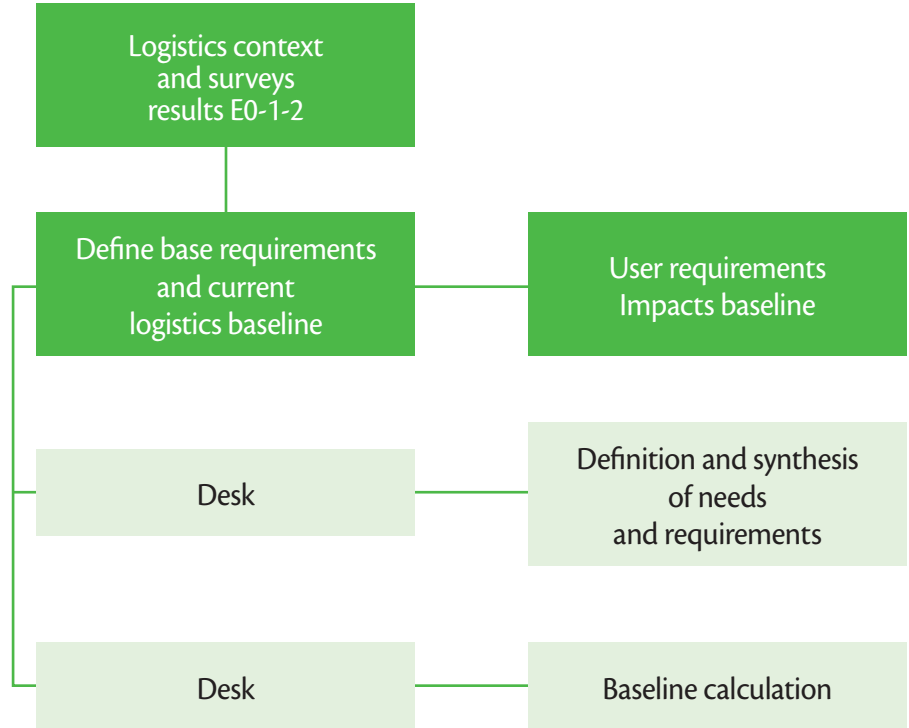 Logistics context
and surveys
results E0-1-2
Define base requirements
and current
logistics baseline
User requirements
Impacts baseline
Desk
Definition and synthesis
of needs
and requirements
Desk
Baseline calculation